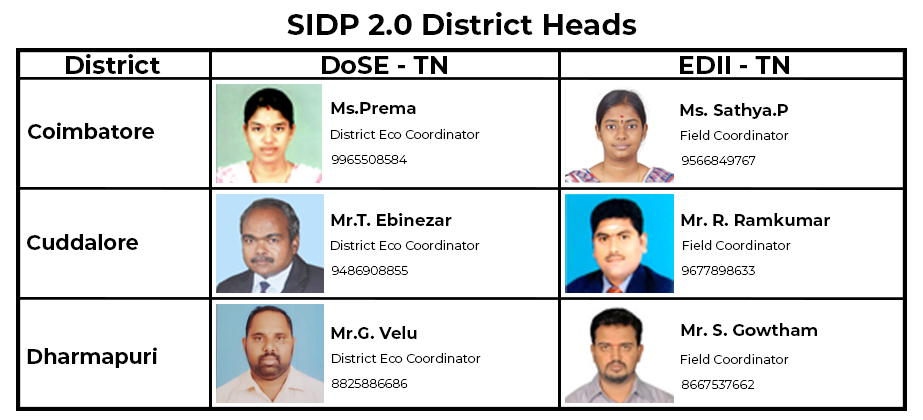 SIDP 2.0 District Heads
District
DoSE - TN
EDII - TN
Coimbatore
Ms.Prema
District Eco Coordinator
9965508584
Ms. Sathya.P
Field Coordinator
9566849767
Cuddalore
Mr.T. Ebinezar
District Eco Coordinator
9486908855
Mr. R. Ramkumar
Field Coordinator
9677898633
Dharmapuri
Mr.G. Velu
District Eco Coordinator
8825886686
Mr. S. Gowtham
Field Coordinator
8667537662